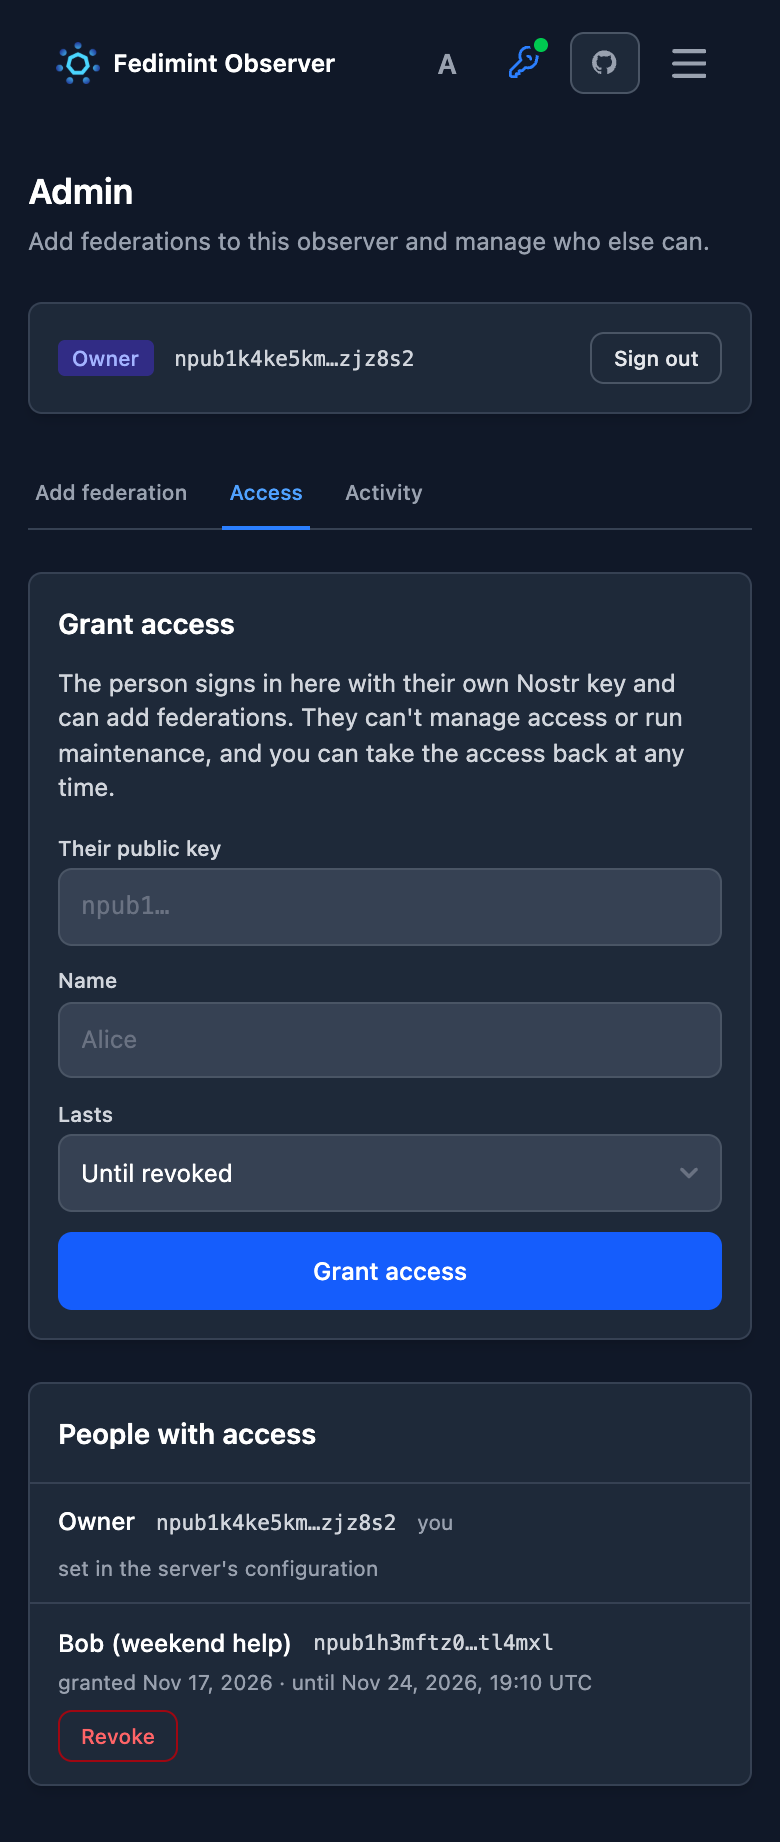 Fedimint Observer
A
Admin
Add federations to this observer and manage who else can.
Owner npub1k4ke5km…zjz8s2 Sign out
Add federation Access Activity
Grant access
The person signs in here with their own Nostr key and
can add federations. They can't manage access or run
maintenance, and you can take the access back at any
time.
Their public key
npub1…
Name
Alice
Lasts
Until revoked
Grant access
People with access
Owner npub1k4ke5km…zjz8s2 you
set in the server's configuration
Bob (weekend help) npub1h3mftz0…tl4mxl
granted Nov 17, 2026 · until Nov 24, 2026, 19:10 UTC
Revoke